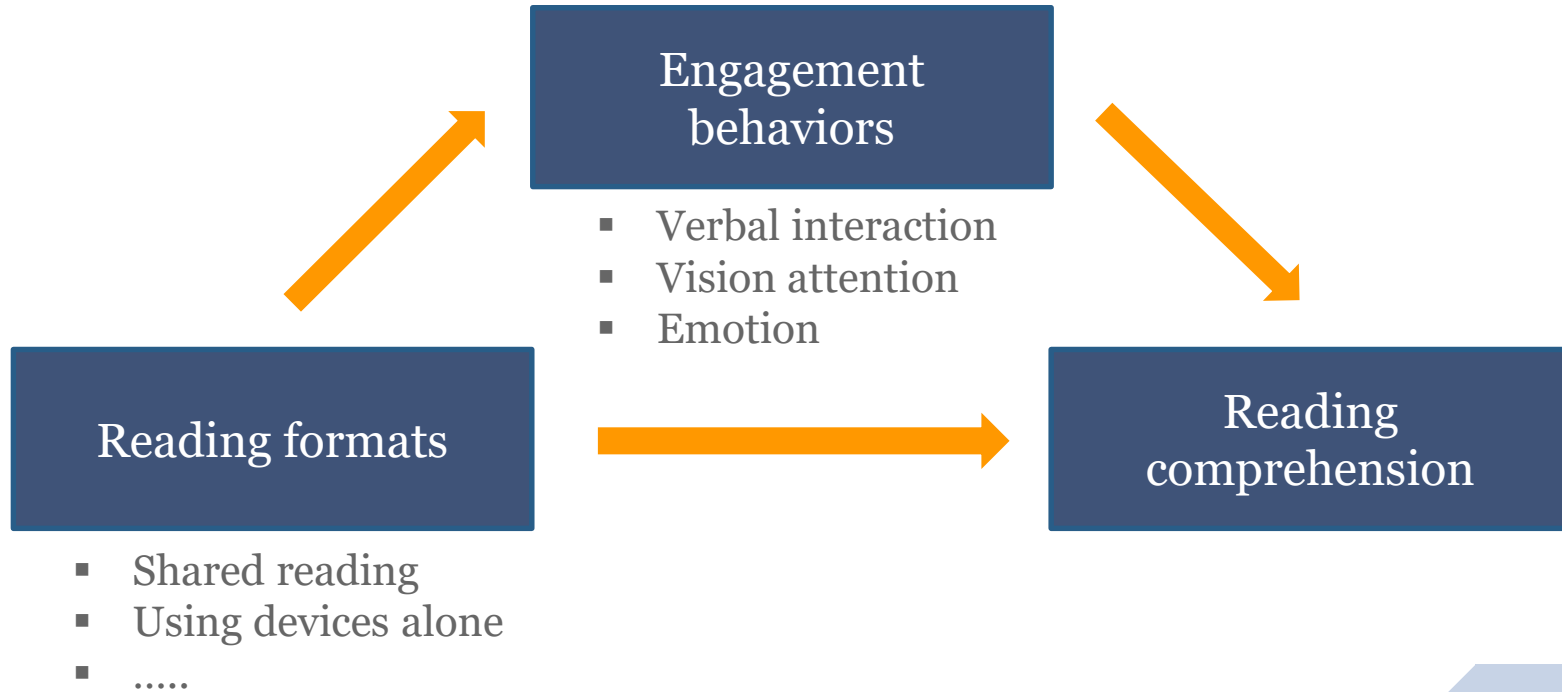 Engagement
behaviors
▪ Verbal interaction
▪ Vision attention
▪ Emotion
Reading formats
▪ Shared reading
▪ Using devices alone
▪ .....
Reading
comprehension